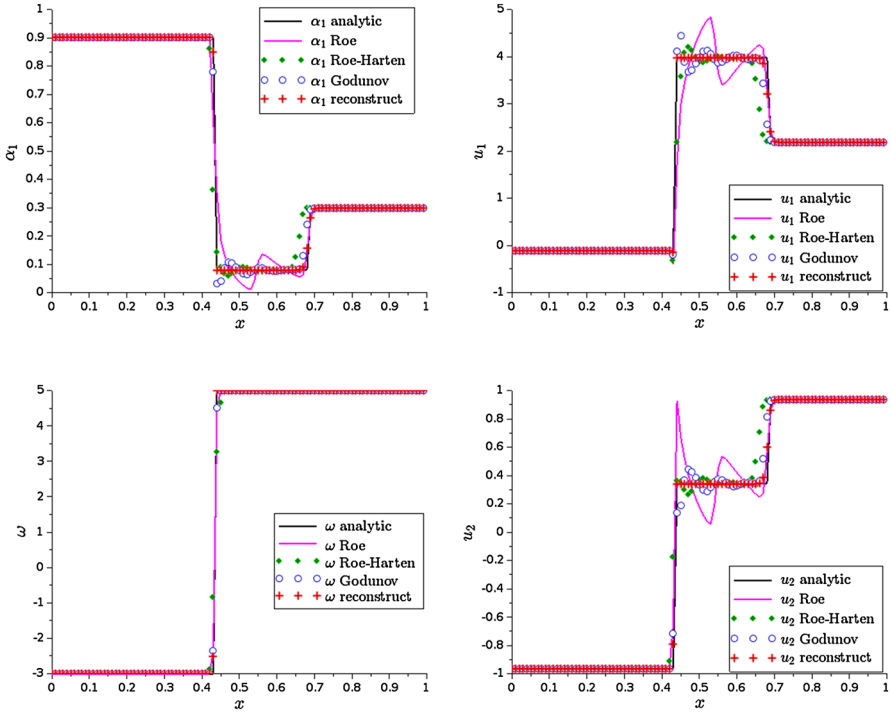 1
0.9
0.8
0.7
0.6
0.5
0.4
0.3
0.2
0.1
0
α1
0 0.1 0.2 0.3 0.4 0.5 0.6 0.7 0.8 0.9 1
x
α1 analytic
α1 Roe
α1 Roe-Harten
α1 Godunov
α1 reconstruct
5
4
3
2
1
0
-1
u1
0 0.1 0.2 0.3 0.4 0.5 0.6 0.7 0.8 0.9 1
x
u1 analytic
u1 Roe
u1 Roe-Harten
u1 Godunov
u1 reconstruct
5
4
3
2
1
0
-1
-2
-3
ω
0 0.1 0.2 0.3 0.4 0.5 0.6 0.7 0.8 0.9 1
x
ω analytic
ω Roe
ω Roe-Harten
ω Godunov
ω reconstruct
1
0.8
0.6
0.4
0.2
0
-0.2
-0.4
-0.6
-0.8
-1
u2
0 0.1 0.2 0.3 0.4 0.5 0.6 0.7 0.8 0.9 1
x
u2 analytic
u2 Roe
u2 Roe-Harten
u2 Godunov
u2 reconstruct